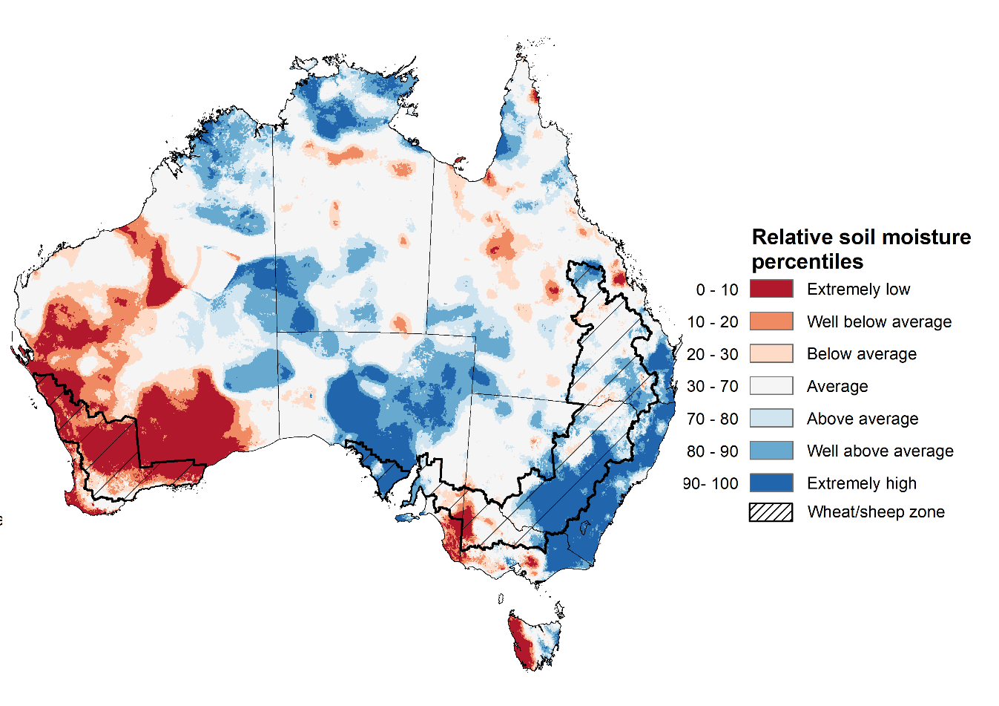 Relative soil moisture
percentiles
0 - 10 Extremely low
10 - 20 Well below average
20 - 30 Below average
30 - 70 Average
70 - 80 Above average
80 - 90 Well above average
90- 100 Extremely high
Wheat/sheep zone